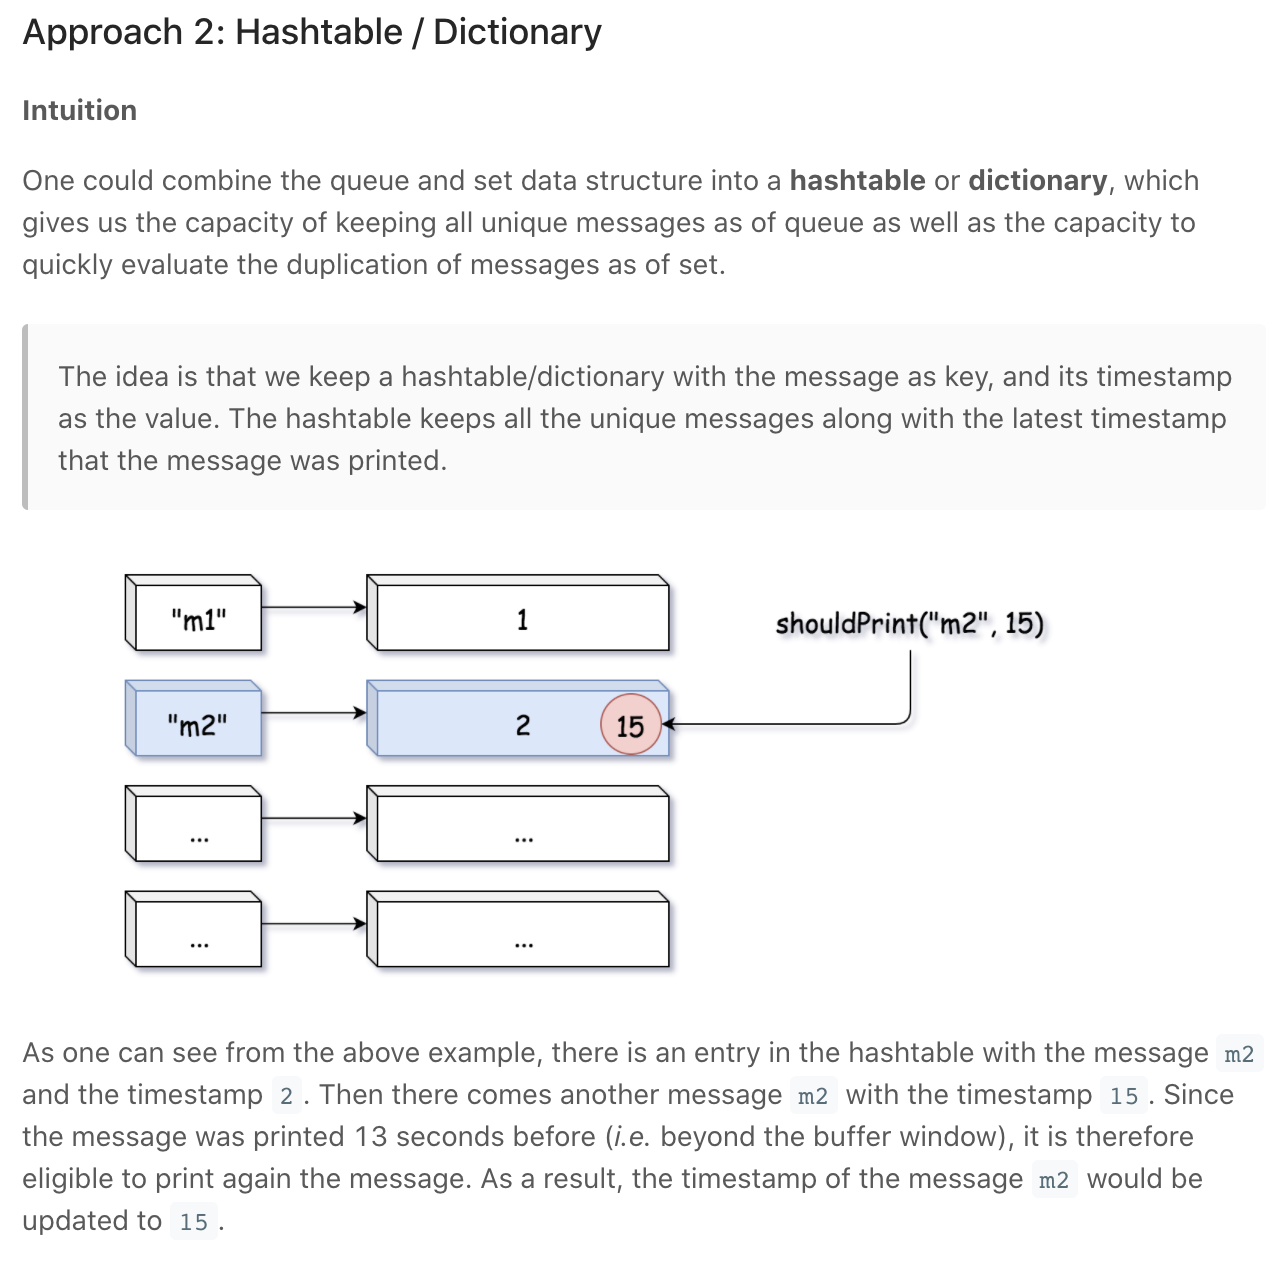 Approach 2: Hashtable / Dictionary
Intuition
One could combine the queue and set data structure into a hashtable or dictionary, which
gives us the capacity of keeping all unique messages as of queue as well as the capacity to
quickly evaluate the duplication of messages as of set.
The idea is that we keep a hashtable/dictionary with the message as key, and its timestamp
as the value. The hashtable keeps all the unique messages along with the latest timestamp
that the message was printed.
"m1"
1
shouldPrint("m2", 15)
"m2"
2
15
...
...
...
...
As one can see from the above example, there is an entry in the hashtable with the message m2
and the timestamp 2 . Then there comes another message m2 with the timestamp 15 . Since
the message was printed 13 seconds before (i.e. beyond the buffer window), it is therefore
eligible to print again the message. As a result, the timestamp of the message m2 would be
updated to 15 .